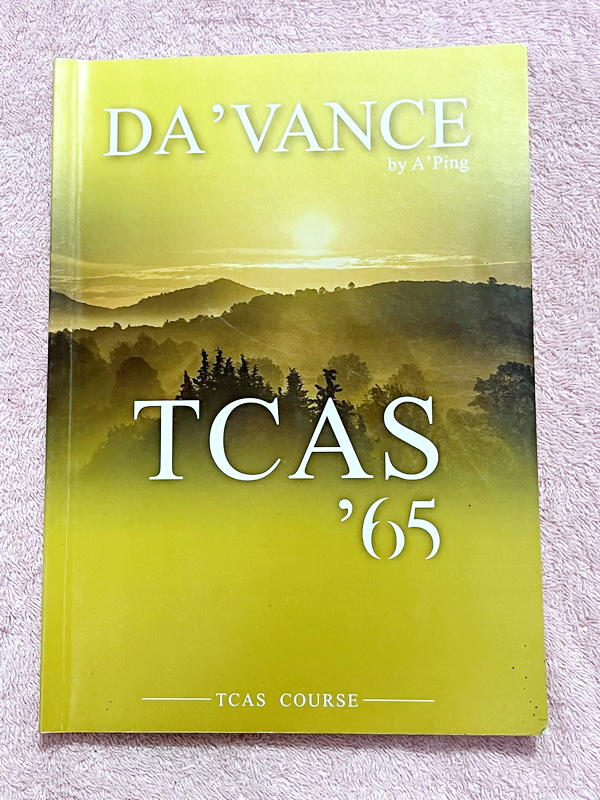 DA'VANCE
by A'Ping
TCAS
'65
TCAS COURSE